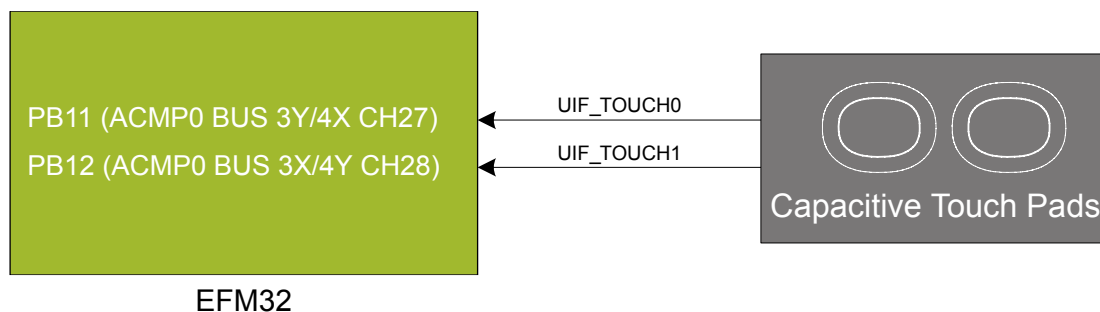 PB11 (ACMP0 BUS 3Y/4X CH27)
UIF_TOUCH0
PB12 (ACMP0 BUS 3X/4Y CH28)
UIF_TOUCH1
Capacitive Touch Pads
EFM32